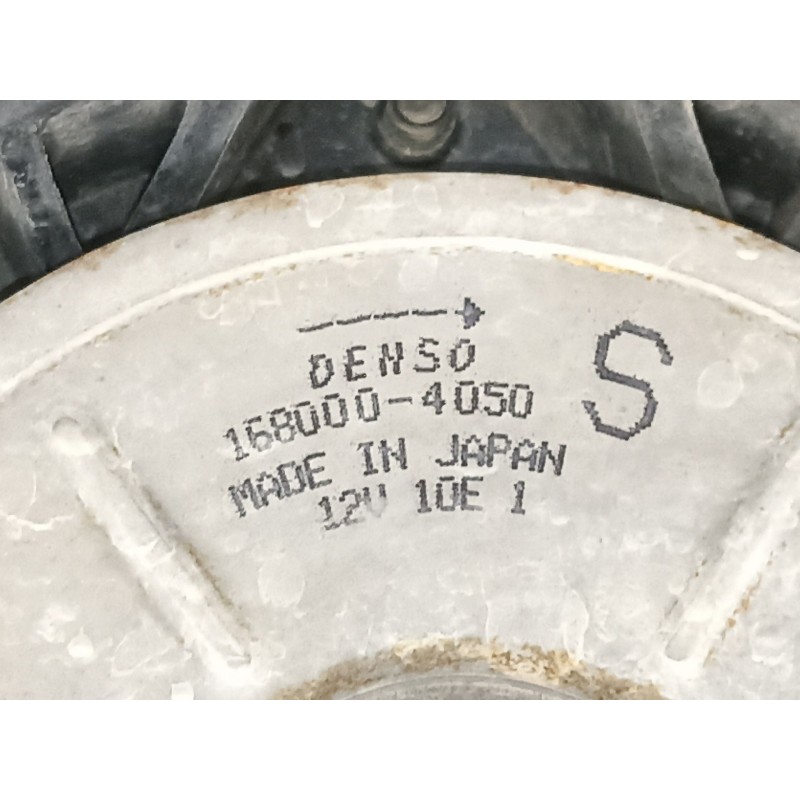 DENSO
168000-4050
MADE IN JAPAN
12V 10E 1
S